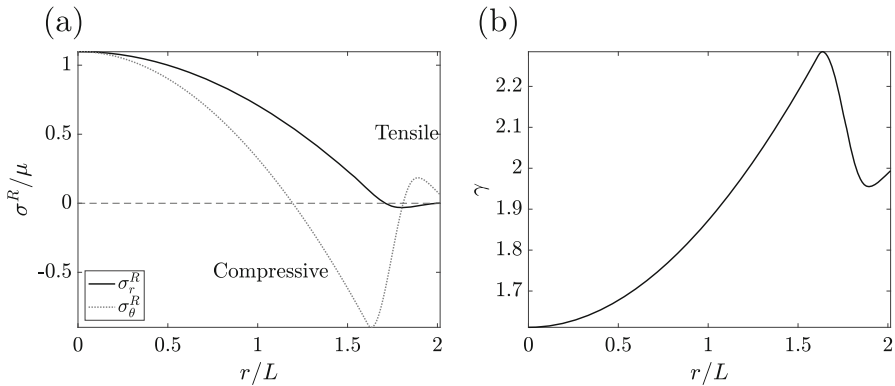 (a)
1
0.5
0
-0.5
σ^R/μ
Tensile
Compressive
σ_r^R
σ_θ^R
0
0.5
1
1.5
2
r/L
(b)
2.2
2.1
2
1.9
1.8
1.7
γ
0
0.5
1
1.5
2
r/L